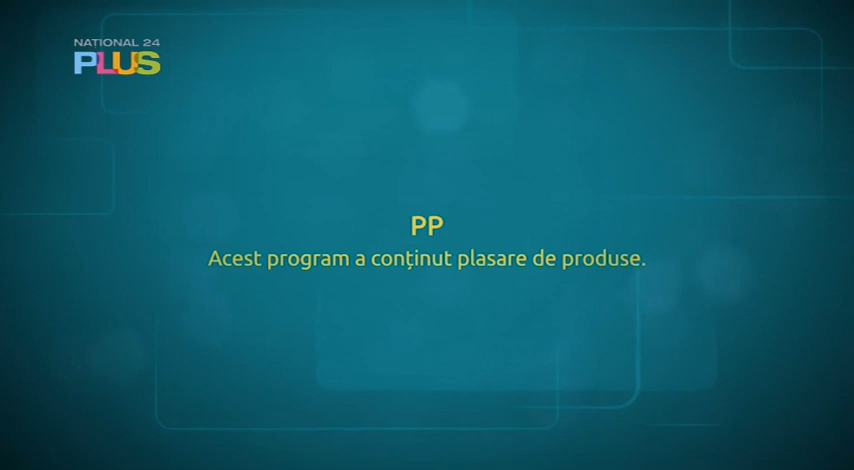 NATIONAL 24
PLUS
PP
Acest program a conținut plasare de produse.